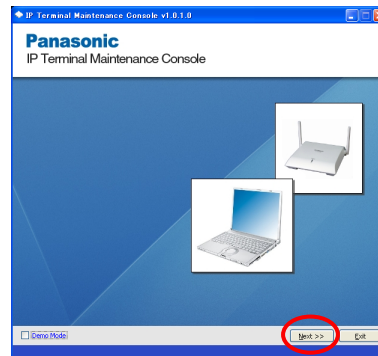 IP Terminal Maintenance Console v1.0.1.0
Panasonic
IP Terminal Maintenance Console
Demo Mode
Next >>
Exit